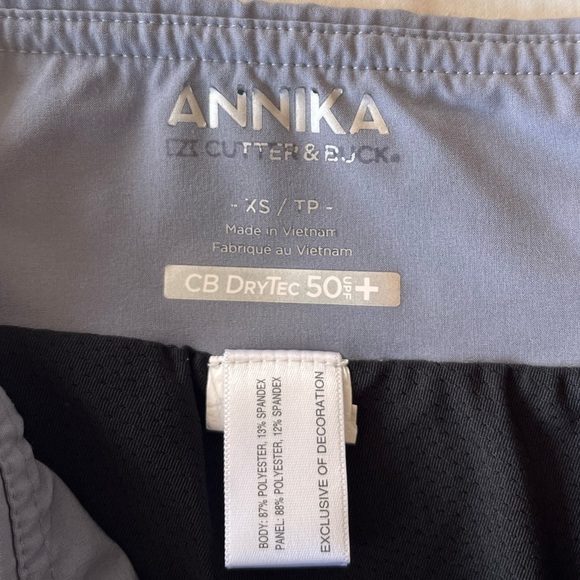 ANNIKA
CUTTER & BUCK®
- XS / TP -
Made in Vietnam
Fabriqué au Vietnam
CB DRYTEC 50 UPF +
BODY: 87% POLYESTER, 13% SPANDEX
PANEL: 88% POLYESTER, 12% SPANDEX
EXCLUSIVE OF DECORATION